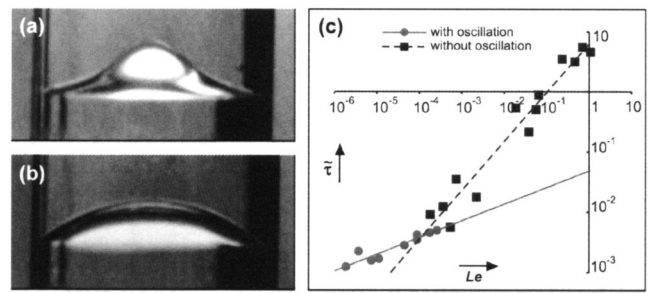 (a)
(b)
(c)
with oscillation
without oscillation
10
10⁻⁶ 10⁻⁵ 10⁻⁴ 10⁻³ 10⁻² 10⁻¹ 1 10
10⁻¹
10⁻²
10⁻³
τ̃
Le